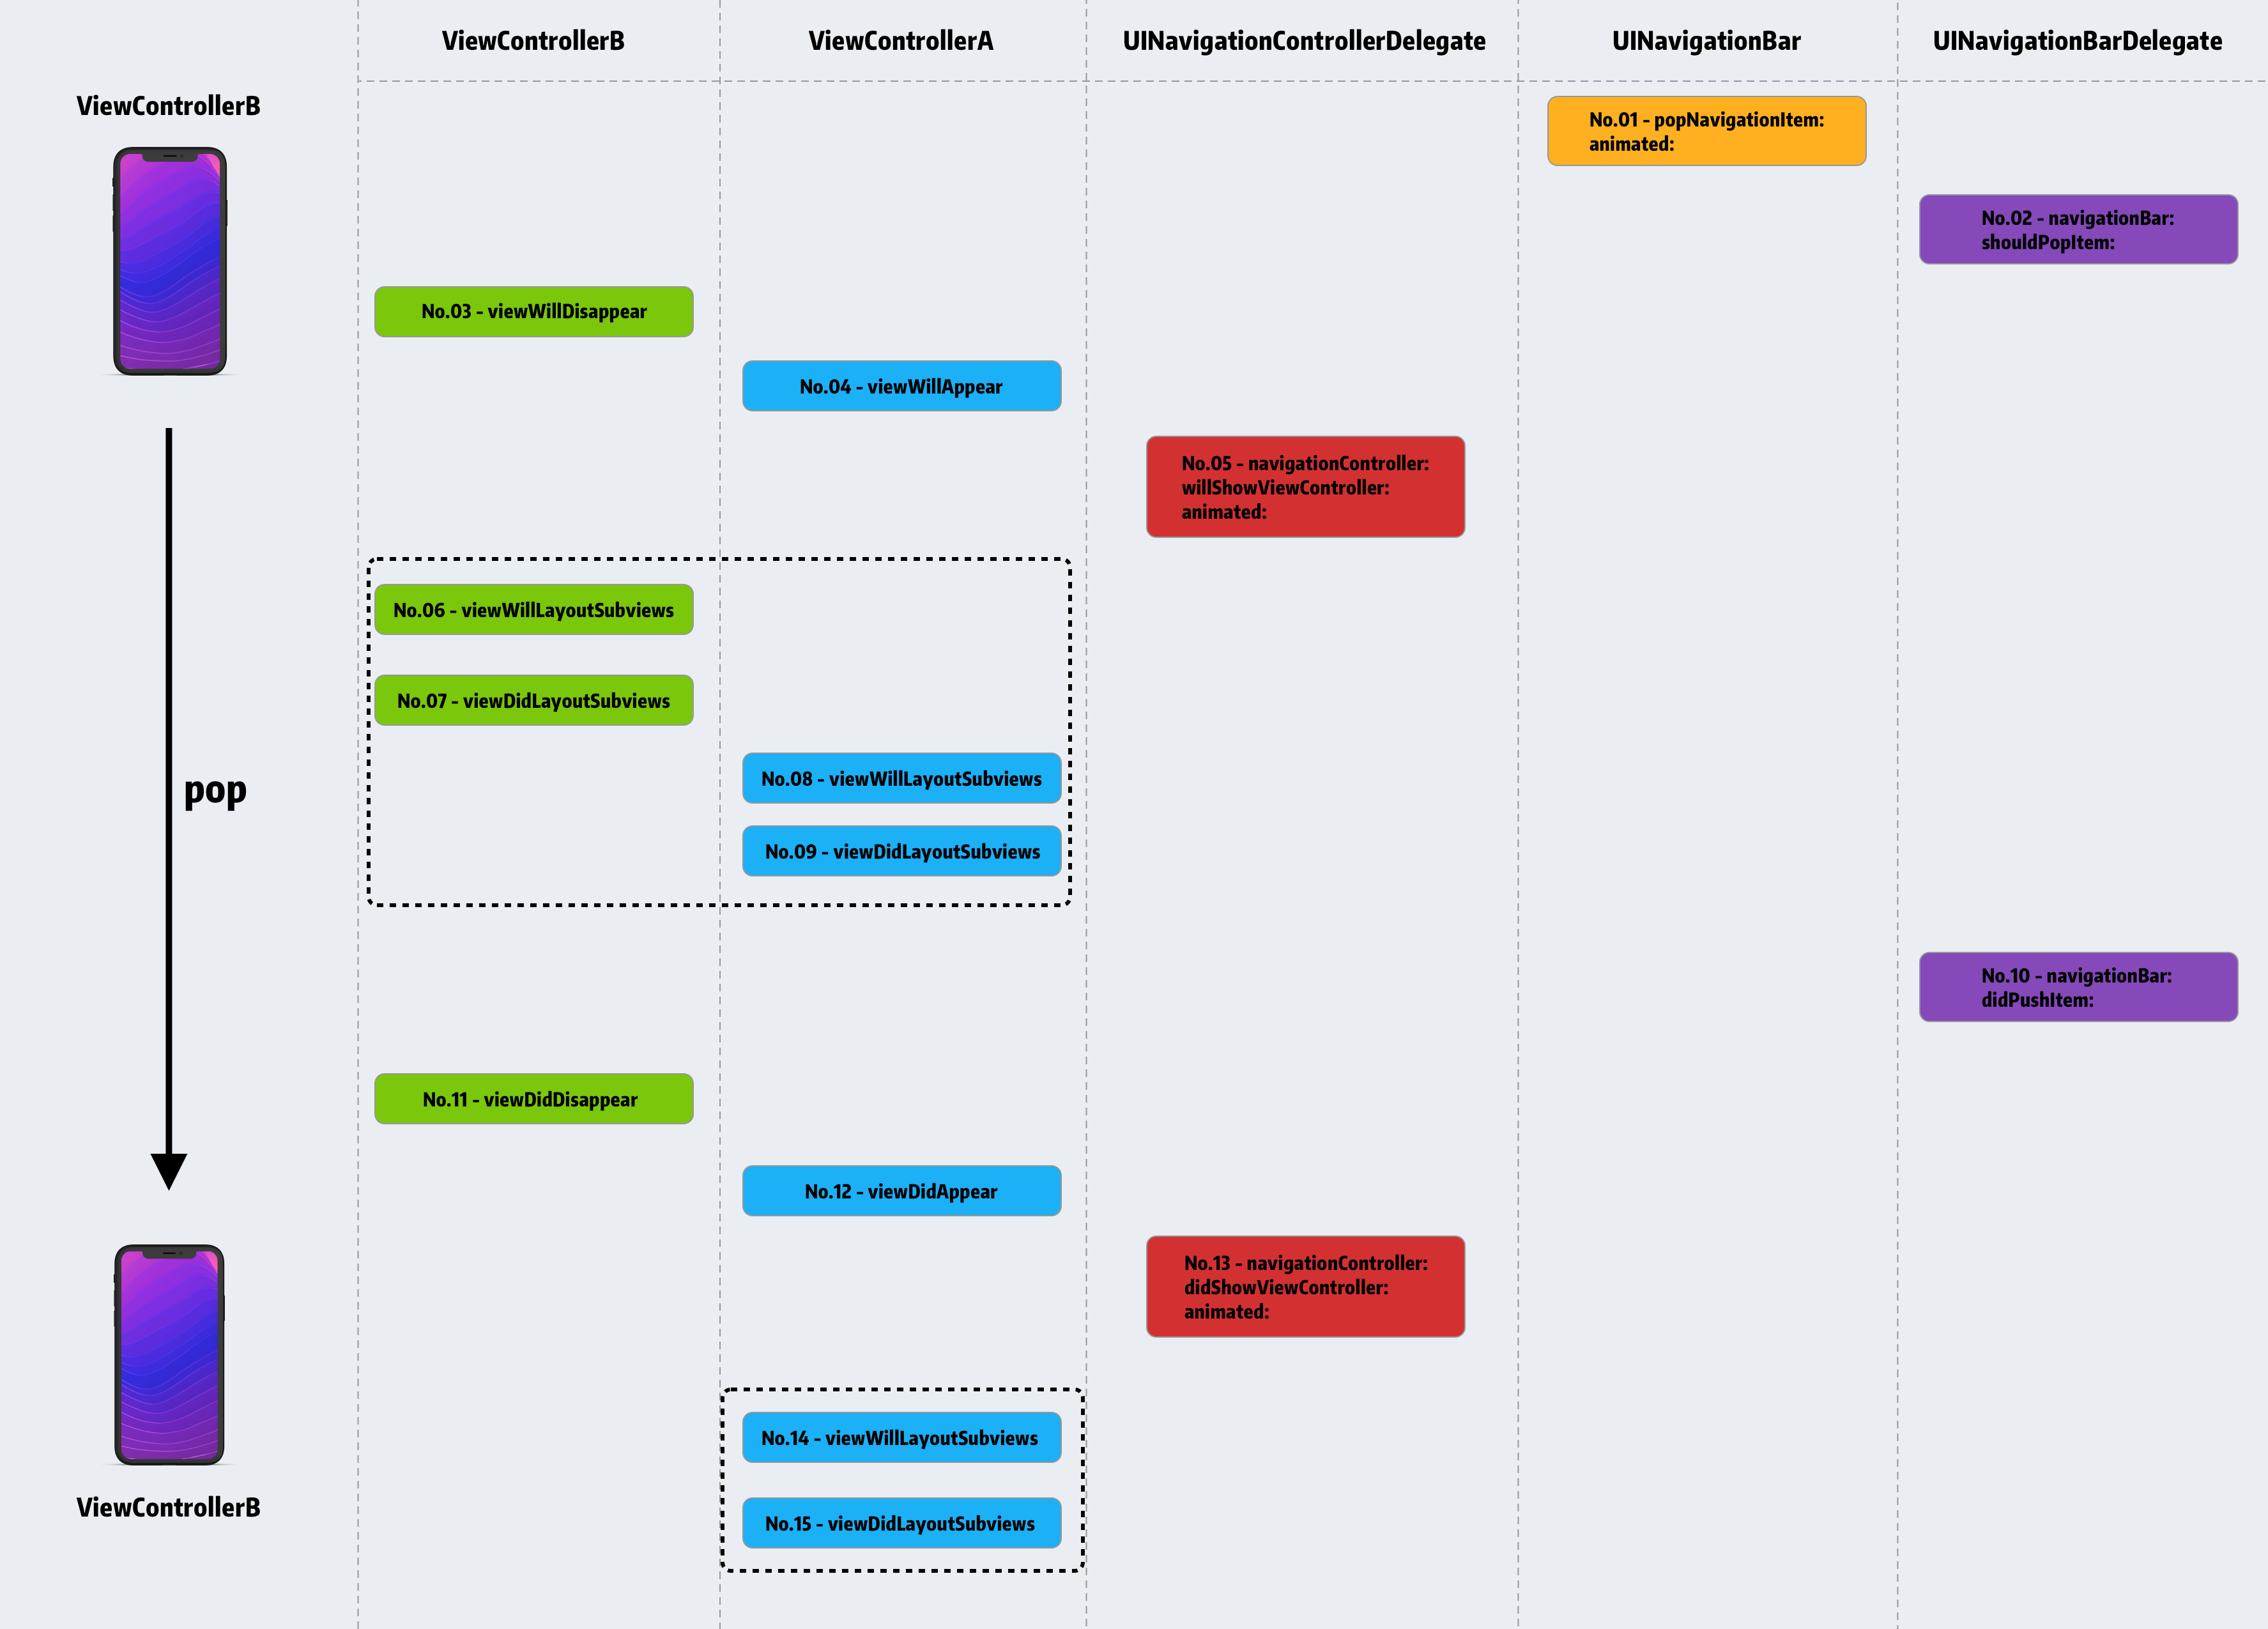 ViewControllerB
ViewControllerA
UINavigationControllerDelegate
UINavigationBar
UINavigationBarDelegate
ViewControllerB
No.01 - popNavigationItem:
animated:
No.02 - navigationBar:
shouldPopItem:
No.03 - viewWillDisappear
No.04 - viewWillAppear
No.05 - navigationController:
willShowViewController:
animated:
No.06 - viewWillLayoutSubviews
No.07 - viewDidLayoutSubviews
No.08 - viewWillLayoutSubviews
pop
No.09 - viewDidLayoutSubviews
No.10 - navigationBar:
didPushItem:
No.11 - viewDidDisappear
No.12 - viewDidAppear
No.13 - navigationController:
didShowViewController:
animated:
No.14 - viewWillLayoutSubviews
ViewControllerB
No.15 - viewDidLayoutSubviews